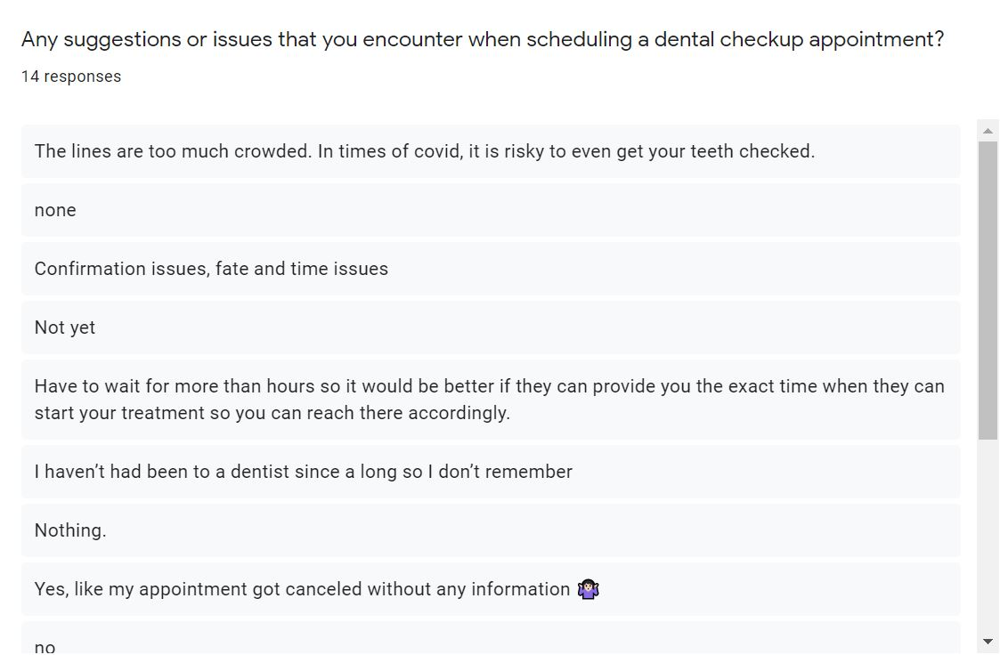 Any suggestions or issues that you encounter when scheduling a dental checkup appointment?
14 responses
The lines are too much crowded. In times of covid, it is risky to even get your teeth checked.
none
Confirmation issues, fate and time issues
Not yet
Have to wait for more than hours so it would be better if they can provide you the exact time when they can
start your treatment so you can reach there accordingly.
I haven’t had been to a dentist since a long so I don’t remember
Nothing.
Yes, like my appointment got canceled without any information 🤷🏻‍♀️
no